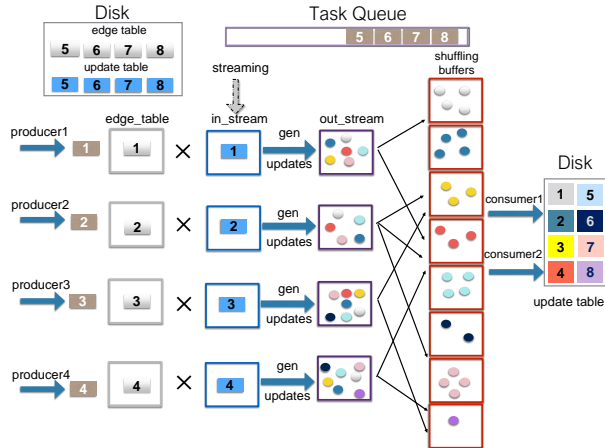 Disk
edge table
5 6 7 8
update table
5 6 7 8
Task Queue
5 6 7 8
streaming
shuffling
buffers
edge_table
in_stream
gen
out_stream
producer1
1
1
×
1
updates
producer2
2
2
×
2
gen
updates
producer3
3
3
×
3
gen
updates
producer4
4
4
×
4
gen
updates
consumer1
consumer2
Disk
1 5
2 6
3 7
4 8
update table